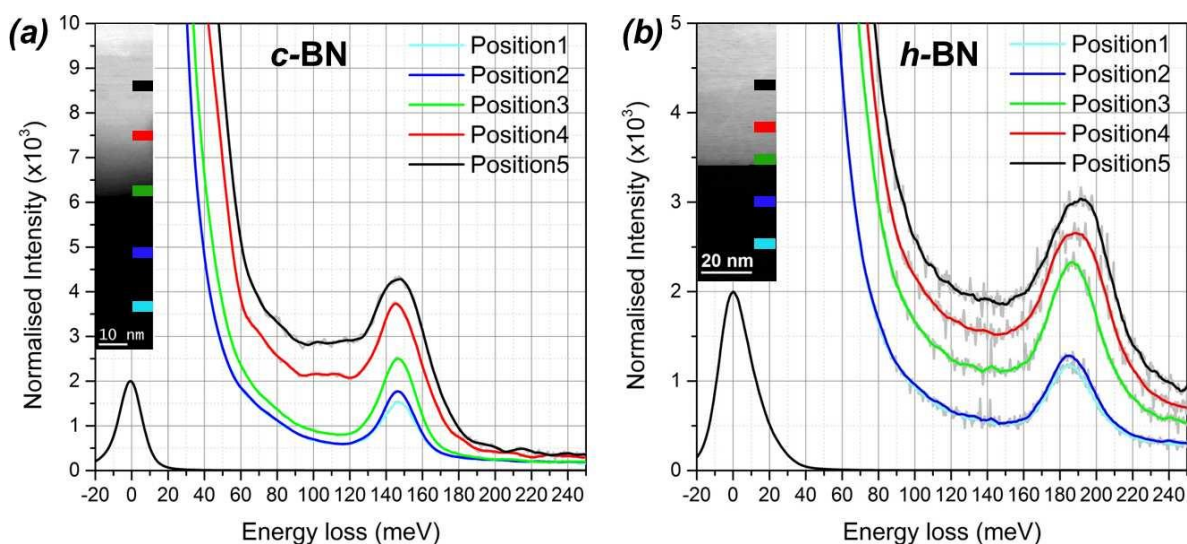 (a)
c-BN
Position1
Position2
Position3
Position4
Position5
10 nm
Normalised Intensity (x10³)
10
9
8
7
6
5
4
3
2
1
0
-20 0 20 40 60 80 100 120 140 160 180 200 220 240
Energy loss (meV)
(b)
h-BN
Position1
Position2
Position3
Position4
Position5
20 nm
Normalised Intensity (x10³)
5
4
3
2
1
0
-20 0 20 40 60 80 100 120 140 160 180 200 220 240
Energy loss (meV)